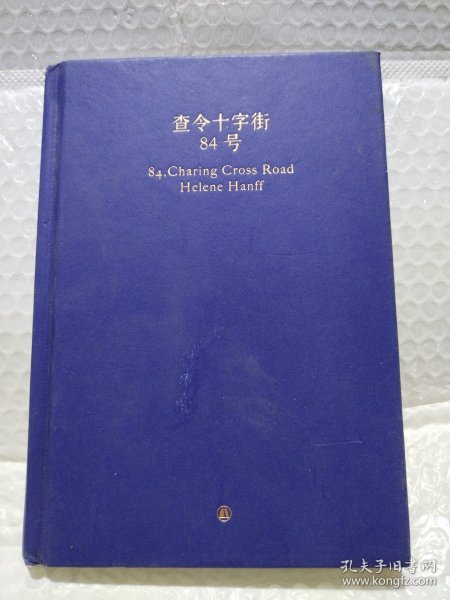 查令十字街
84号
84, Charing Cross Road
Helene Hanff
孔夫子旧书网
www.kongfz.com